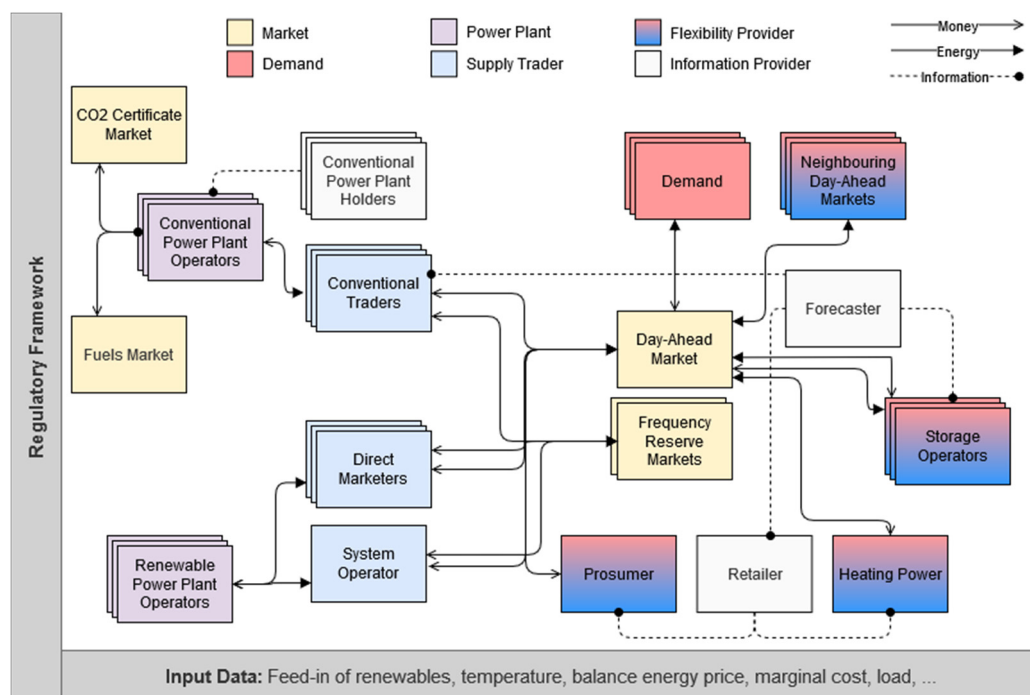 Market
Demand
Power Plant
Supply Trader
Flexibility Provider
Information Provider
Money
Energy
Information
CO2 Certificate
Market
Conventional
Power Plant
Holders
Demand
Neighbouring
Day-Ahead
Markets
Conventional
Power Plant
Operators
Conventional
Traders
Forecaster
Fuels Market
Day-Ahead
Market
Frequency
Reserve
Markets
Storage
Operators
Direct
Marketers
System
Operator
Renewable
Power Plant
Operators
Prosumer
Retailer
Heating Power
Regulatory Framework
Input Data: Feed-in of renewables, temperature, balance energy price, marginal cost, load, ...